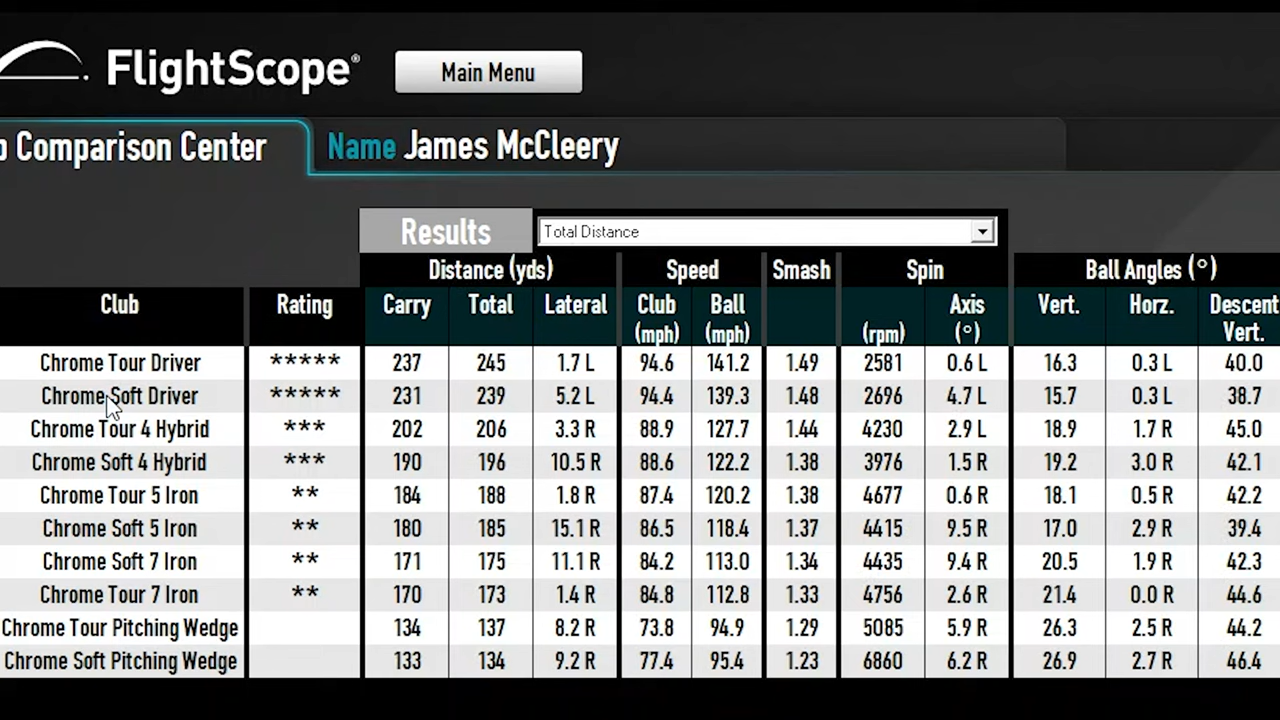 FlightScope®
Main Menu
Comparison Center
Name James McCleery
Results Total Distance
Distance (yds) Speed Smash Spin Ball Angles (°)
Club Rating Carry Total Lateral Club (mph) Ball (mph) (rpm) Axis (°) Vert. Horz. Descent Vert.
Chrome Tour Driver ***** 237 245 1.7 L 94.6 141.2 1.49 2581 0.6 L 16.3 0.3 L 40.0
Chrome Soft Driver ***** 231 239 5.2 L 94.4 139.3 1.48 2696 4.7 L 15.7 0.3 L 38.7
Chrome Tour 4 Hybrid *** 202 206 3.3 R 88.9 127.7 1.44 4230 2.9 L 18.9 1.7 R 45.0
Chrome Soft 4 Hybrid *** 190 196 10.5 R 88.6 122.2 1.38 3976 1.5 R 19.2 3.0 R 42.1
Chrome Tour 5 Iron ** 184 188 1.8 R 87.4 120.2 1.38 4677 0.6 R 18.1 0.5 R 42.2
Chrome Soft 5 Iron ** 180 185 15.1 R 86.5 118.4 1.37 4415 9.5 R 17.0 2.9 R 39.4
Chrome Soft 7 Iron ** 171 175 11.1 R 84.2 113.0 1.34 4435 9.4 R 20.5 1.9 R 42.3
Chrome Tour 7 Iron ** 170 173 1.4 R 84.8 112.8 1.33 4756 2.6 R 21.4 0.0 R 44.6
Chrome Tour Pitching Wedge 134 137 8.2 R 73.8 94.9 1.29 5085 5.9 R 26.3 2.5 R 44.2
Chrome Soft Pitching Wedge 133 134 9.2 R 77.4 95.4 1.23 6860 6.2 R 26.9 2.7 R 46.4